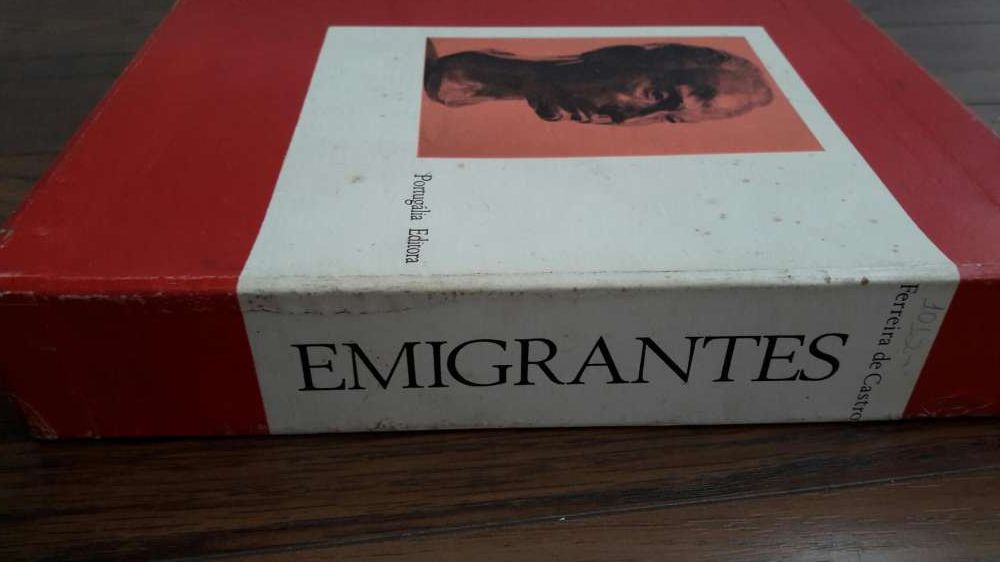 Portugália Editora
EMIGRANTES
Ferreira de Castro